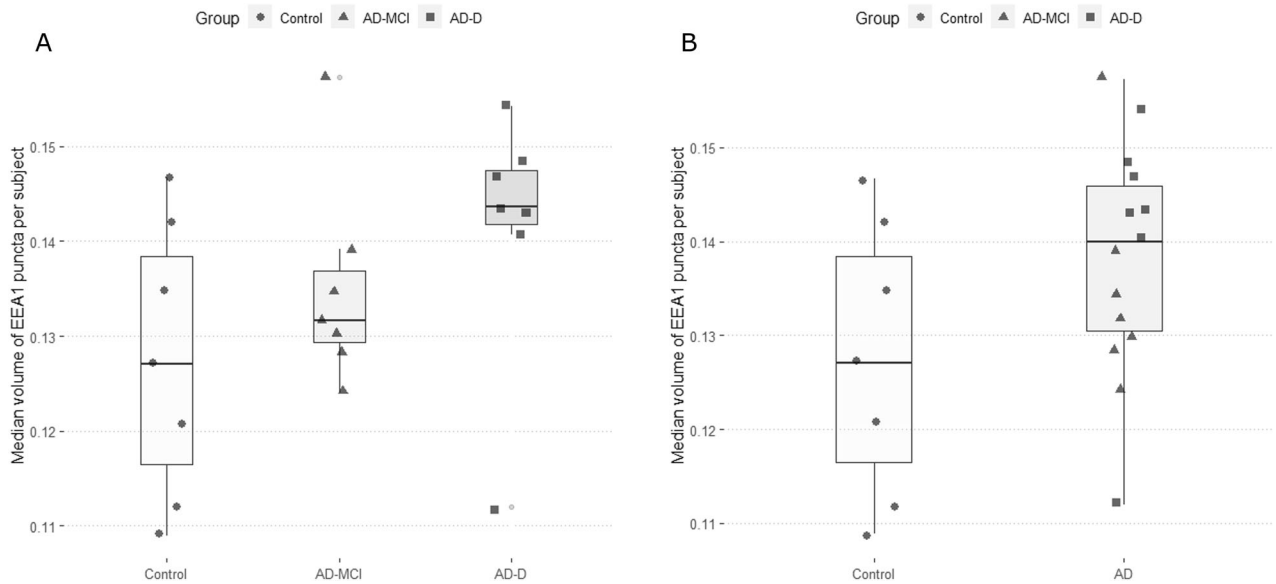 Group Control AD-MCI AD-D
A
Median volume of EEA1 puncta per subject
0.15
0.14
0.13
0.12
0.11
Control AD-MCI AD-D
Group Control AD-MCI AD-D
B
Median volume of EEA1 puncta per subject
0.15
0.14
0.13
0.12
0.11
Control AD